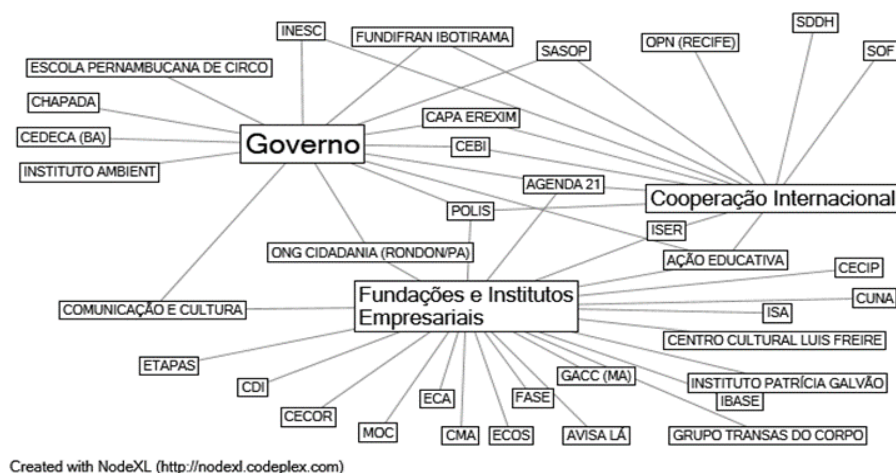 INESC
FUNDIFRAN IBOTIRAMA
SASOP
OPN (RECIFE)
SDDH
SOF
ESCOLA PERNAMBUCANA DE CIRCO
CHAPADA
CEDECA (BA)
INSTITUTO AMBIENT
Governo
CAPA EREXIM
CEBI
AGENDA 21
POLIS
Cooperação Internacional
ISER
ONG CIDADANIA (RONDON/PA)
AÇÃO EDUCATIVA
CECIP
COMUNICAÇÃO E CULTURA
Fundações e Institutos
Empresariais
CUNA
ISA
CENTRO CULTURAL LUIS FREIRE
ETAPAS
CDI
CECOR
MOC
ECA
CMA
ECOS
FASE
AVISA LÁ
GACC (MA)
INSTITUTO PATRÍCIA GALVÃO
IBASE
GRUPO TRANSAS DO CORPO
Created with NodeXL (http://nodexl.codeplex.com)